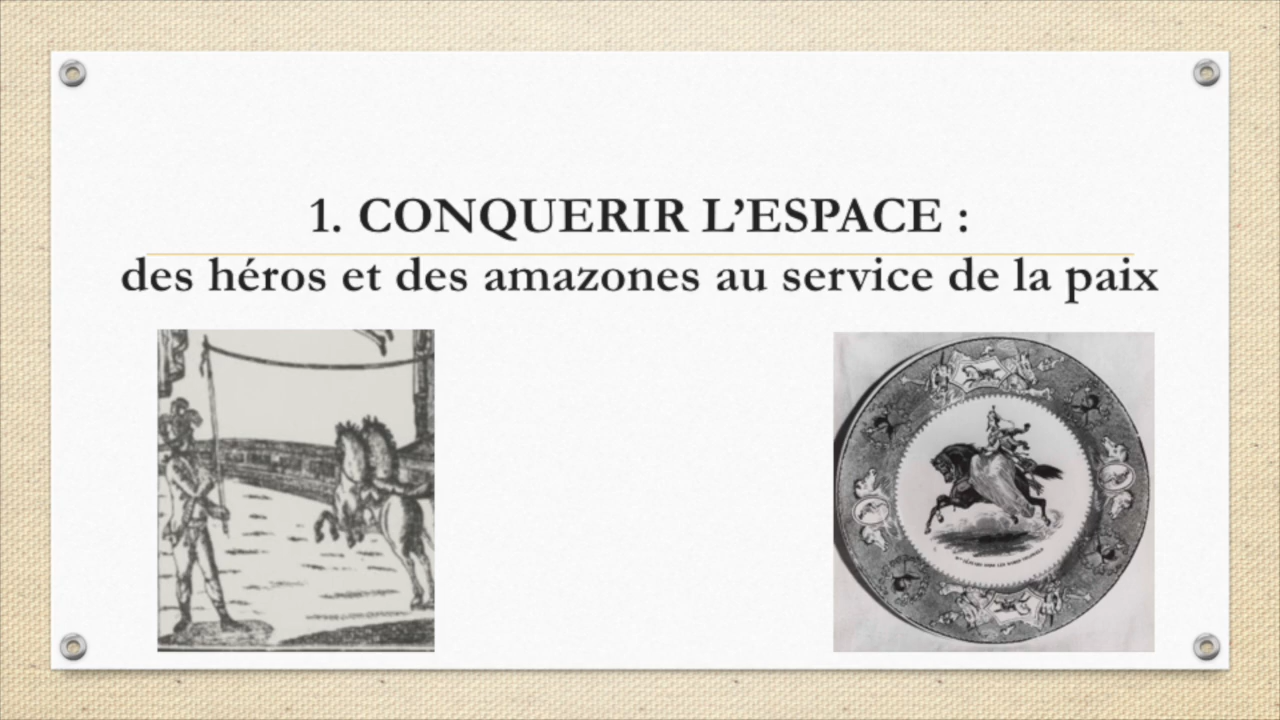 1. CONQUERIR L’ESPACE :
des héros et des amazones au service de la paix